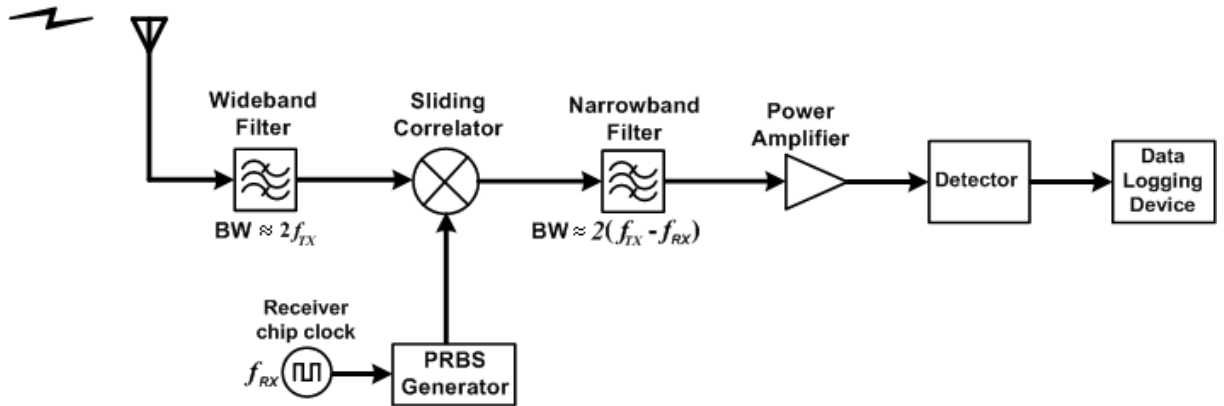 Wideband
Filter
BW ≈ 2f_TX
Sliding
Correlator
Narrowband
Filter
BW ≈ 2(f_TX - f_RX)
Power
Amplifier
Detector
Data
Logging
Device
Receiver
chip clock
f_RX
PRBS
Generator